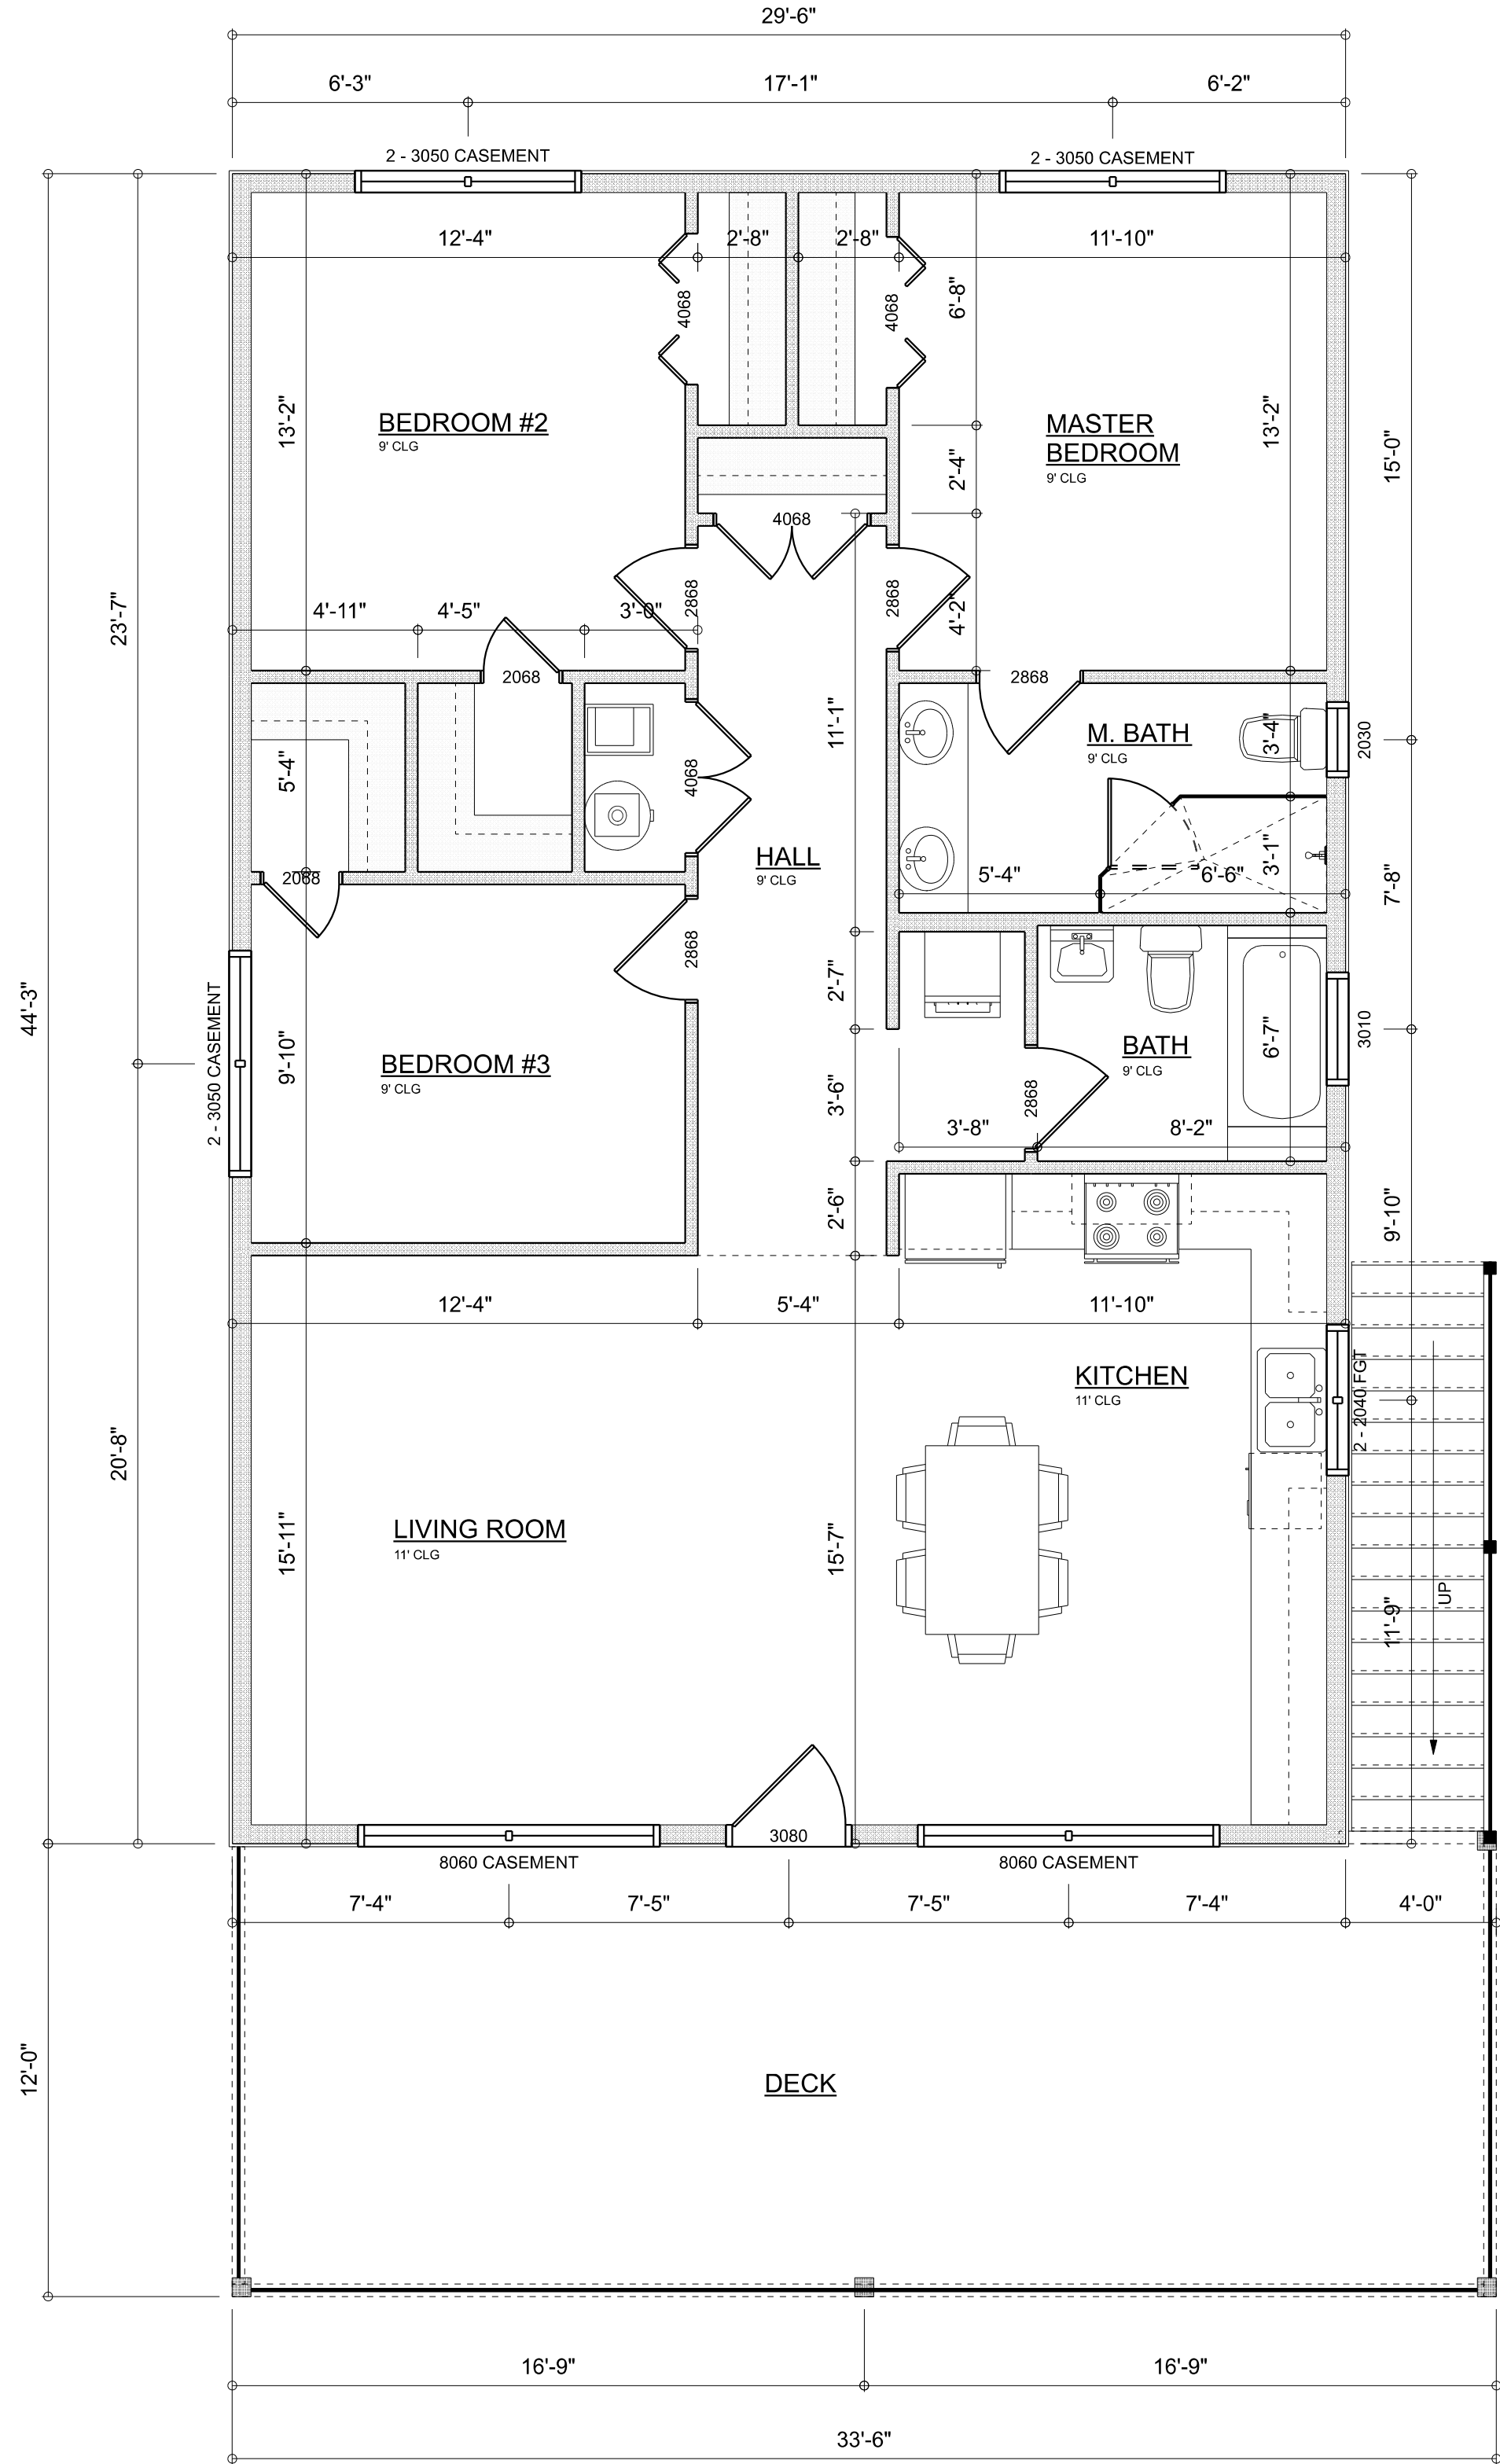 29'-6"
6'-3"
17'-1"
6'-2"
2 - 3050 CASEMENT
2 - 3050 CASEMENT
12'-4"
2'-8"
2'-8"
11'-10"
4068
4068
6'-8"
13'-2"
BEDROOM #2
9' CLG
MASTER
BEDROOM
9' CLG
13'-2"
15'-0"
2'-4"
4068
2868
2868
4'-2"
4'-11"
4'-5"
3'-0"
23'-7"
2068
2868
11'-1"
M. BATH
9' CLG
3'-4"
2030
5'-4"
4068
HALL
9' CLG
2068
5'-4"
6'-6"
3'-1"
7'-8"
2868
2'-7"
44'-3"
2 - 3050 CASEMENT
9'-10"
BEDROOM #3
9' CLG
BATH
9' CLG
6'-7"
3010
3'-6"
2868
3'-8"
8'-2"
2'-6"
9'-10"
12'-4"
5'-4"
11'-10"
KITCHEN
11' CLG
2 - 2040 FGT
20'-8"
LIVING ROOM
11' CLG
15'-11"
15'-7"
UP
11'-9"
3080
8060 CASEMENT
8060 CASEMENT
7'-4"
7'-5"
7'-5"
7'-4"
4'-0"
12'-0"
DECK
16'-9"
16'-9"
33'-6"